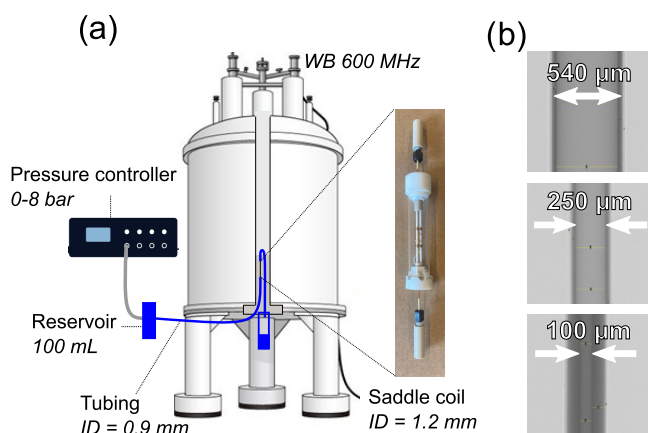 (a)
WB 600 MHz
Pressure controller
0-8 bar
Reservoir
100 mL
Tubing
ID = 0.9 mm
Saddle coil
ID = 1.2 mm
(b)
540 µm
250 µm
100 µm